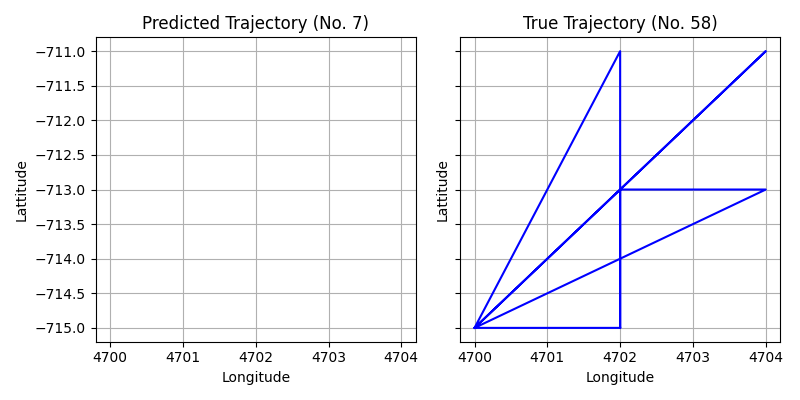 Predicted Trajectory (No. 7)
True Trajectory (No. 58)
−711.0
−711.5
−712.0
−712.5
−713.0
−713.5
−714.0
−714.5
−715.0
Lattitude
Lattitude
4700 4701 4702 4703 4704
4700 4701 4702 4703 4704
Longitude
Longitude